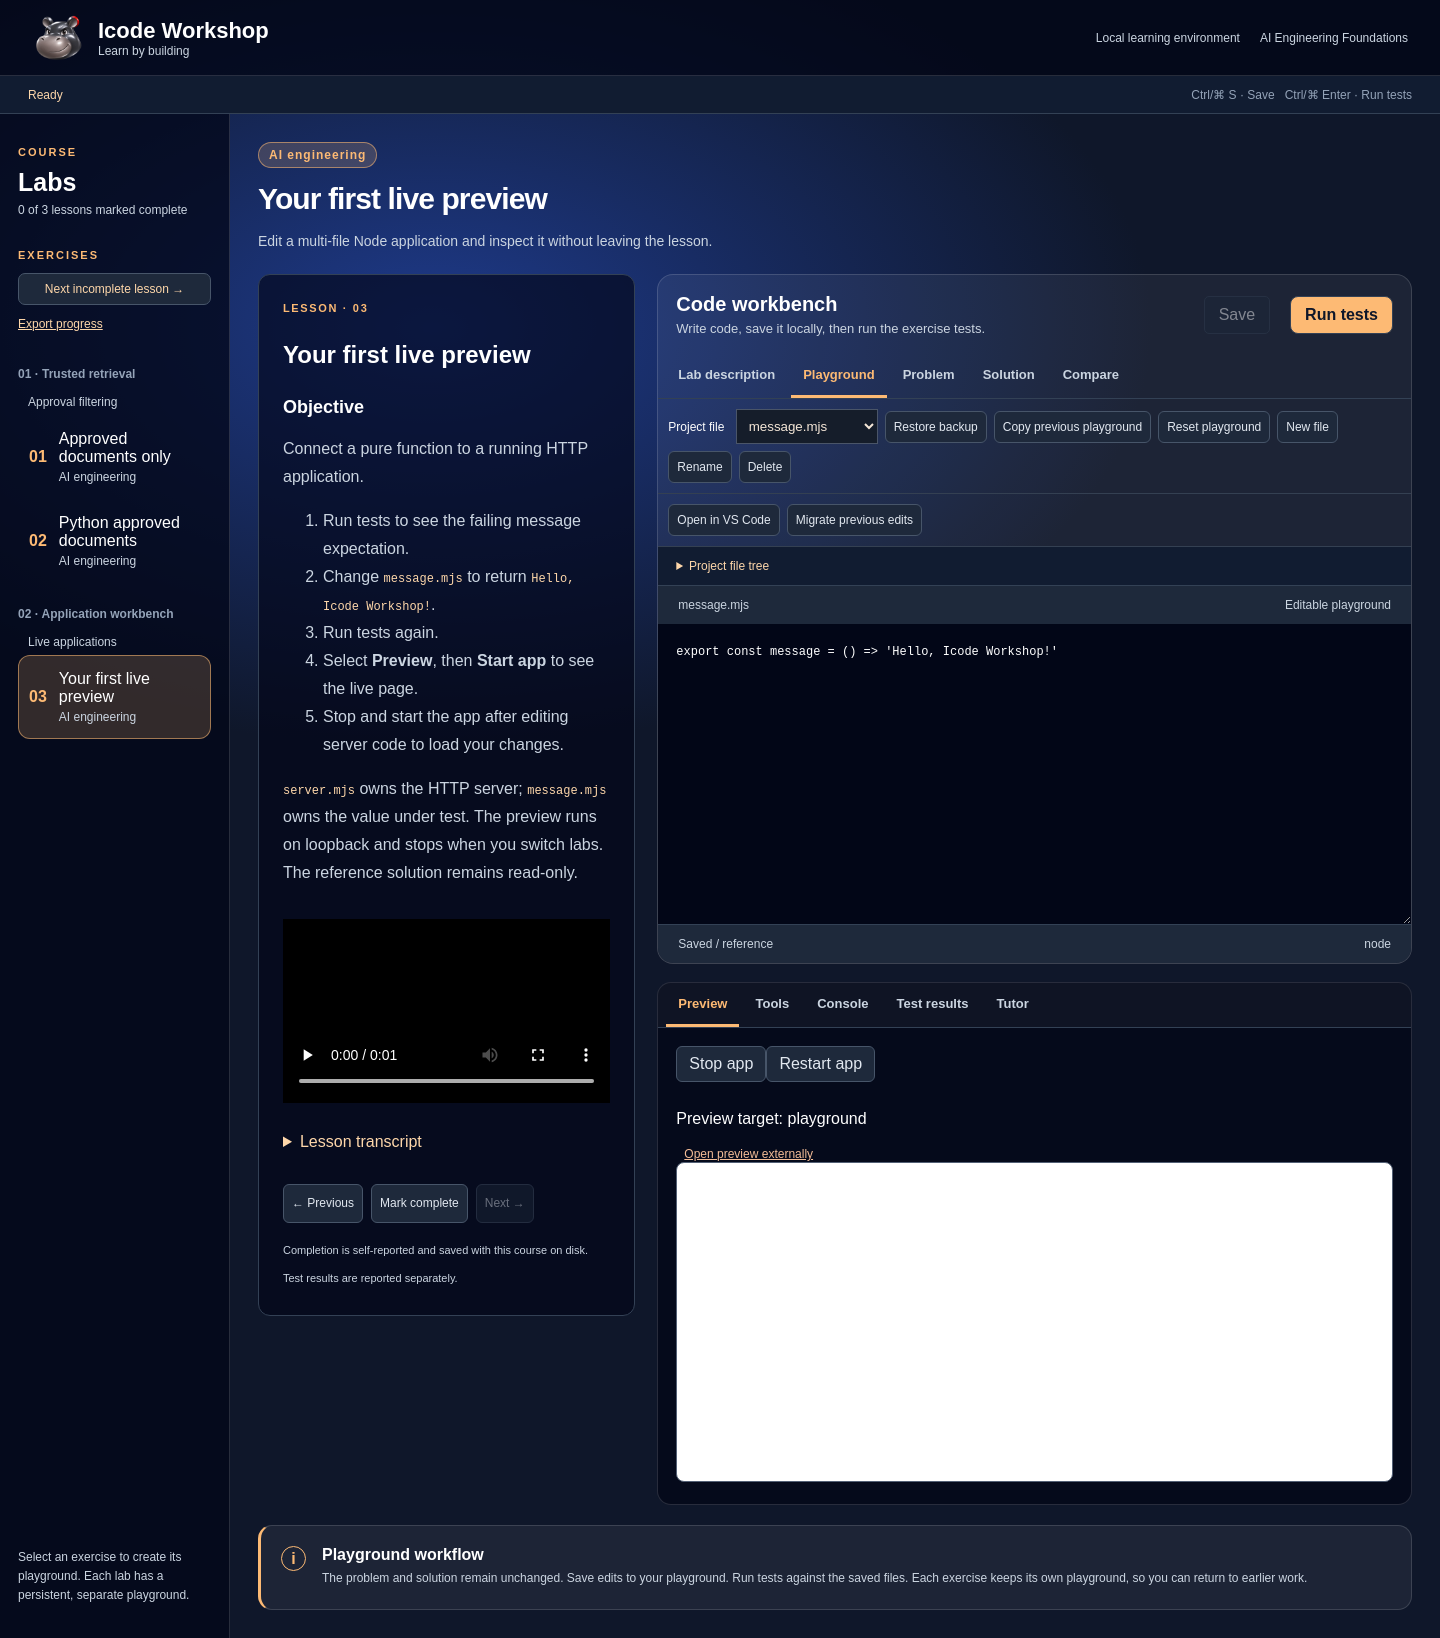 Icode Workshop
Learn by building
Local learning environment
AI Engineering Foundations
Ready
Ctrl/⌘ S · Save
Ctrl/⌘ Enter · Run tests
COURSE
Labs
0 of 3 lessons marked complete
EXERCISES
Next incomplete lesson →
Export progress
01 · Trusted retrieval
Approval filtering
01
Approved
documents only
AI engineering
02
Python approved
documents
AI engineering
02 · Application workbench
Live applications
03
Your first live
preview
AI engineering
Select an exercise to create its
playground. Each lab has a
persistent, separate playground.
AI engineering
Your first live preview
Edit a multi-file Node application and inspect it without leaving the lesson.
LESSON · 03
Your first live preview
Objective
Connect a pure function to a running HTTP
application.
1. Run tests to see the failing message
expectation.
2. Change message.mjs to return Hello,
Icode Workshop!.
3. Run tests again.
4. Select Preview, then Start app to see
the live page.
5. Stop and start the app after editing
server code to load your changes.
server.mjs owns the HTTP server; message.mjs
owns the value under test. The preview runs
on loopback and stops when you switch labs.
The reference solution remains read-only.
0:00 / 0:01
Lesson transcript
← Previous
Mark complete
Next →
Completion is self-reported and saved with this course on disk.
Test results are reported separately.
Code workbench
Write code, save it locally, then run the exercise tests.
Save
Run tests
Lab description
Playground
Problem
Solution
Compare
Project file
message.mjs
Restore backup
Copy previous playground
Reset playground
New file
Rename
Delete
Open in VS Code
Migrate previous edits
Project file tree
message.mjs
Editable playground
export const message = () => 'Hello, Icode Workshop!'
Saved / reference
node
Preview
Tools
Console
Test results
Tutor
Stop app
Restart app
Preview target: playground
Open preview externally
i
Playground workflow
The problem and solution remain unchanged. Save edits to your playground. Run tests against the saved files. Each exercise keeps its own playground, so you can return to earlier work.